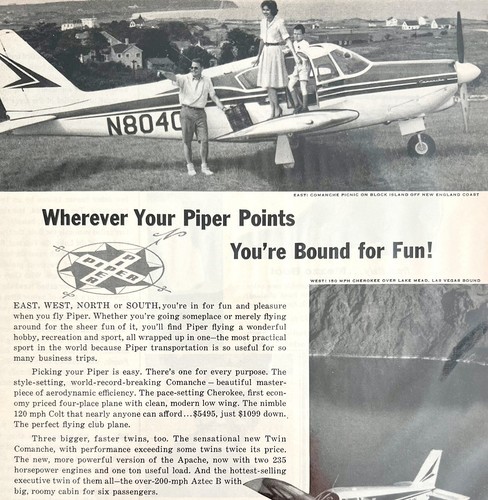 N8040
EAST: COMANCHE PICNIC ON BLOCK ISLAND OFF NEW ENGLAND COAST
Wherever Your Piper Points
You're Bound for Fun!
PIPER
WEST: 150 MPH CHEROKEE OVER LAKE MEAD, LAS VEGAS BOUND
EAST, WEST, NORTH or SOUTH, you're in for fun and pleasure
when you fly Piper. Whether you're going someplace or merely flying
around for the sheer fun of it, you'll find Piper flying a wonderful
hobby, recreation and sport, all wrapped up in one—the most practical
sport in the world because Piper transportation is so useful for so
many business trips.
Picking your Piper is easy. There's one for every purpose. The
style-setting, world-record-breaking Comanche – beautiful master-
piece of aerodynamic efficiency. The pace-setting Cherokee, first econ-
omy priced four-place plane with clean, modern low wing. The nimble
120 mph Colt that nearly anyone can afford...$5495, just $1099 down.
The perfect flying club plane.
Three bigger, faster twins, too. The sensational new Twin
Comanche, with performance exceeding some twins twice its price.
The new, more powerful version of the Apache, now with two 235
horsepower engines and one ton useful load. And the hottest-selling
executive twin of them all—the over-200-mph Aztec B with
big, roomy cabin for six passengers.